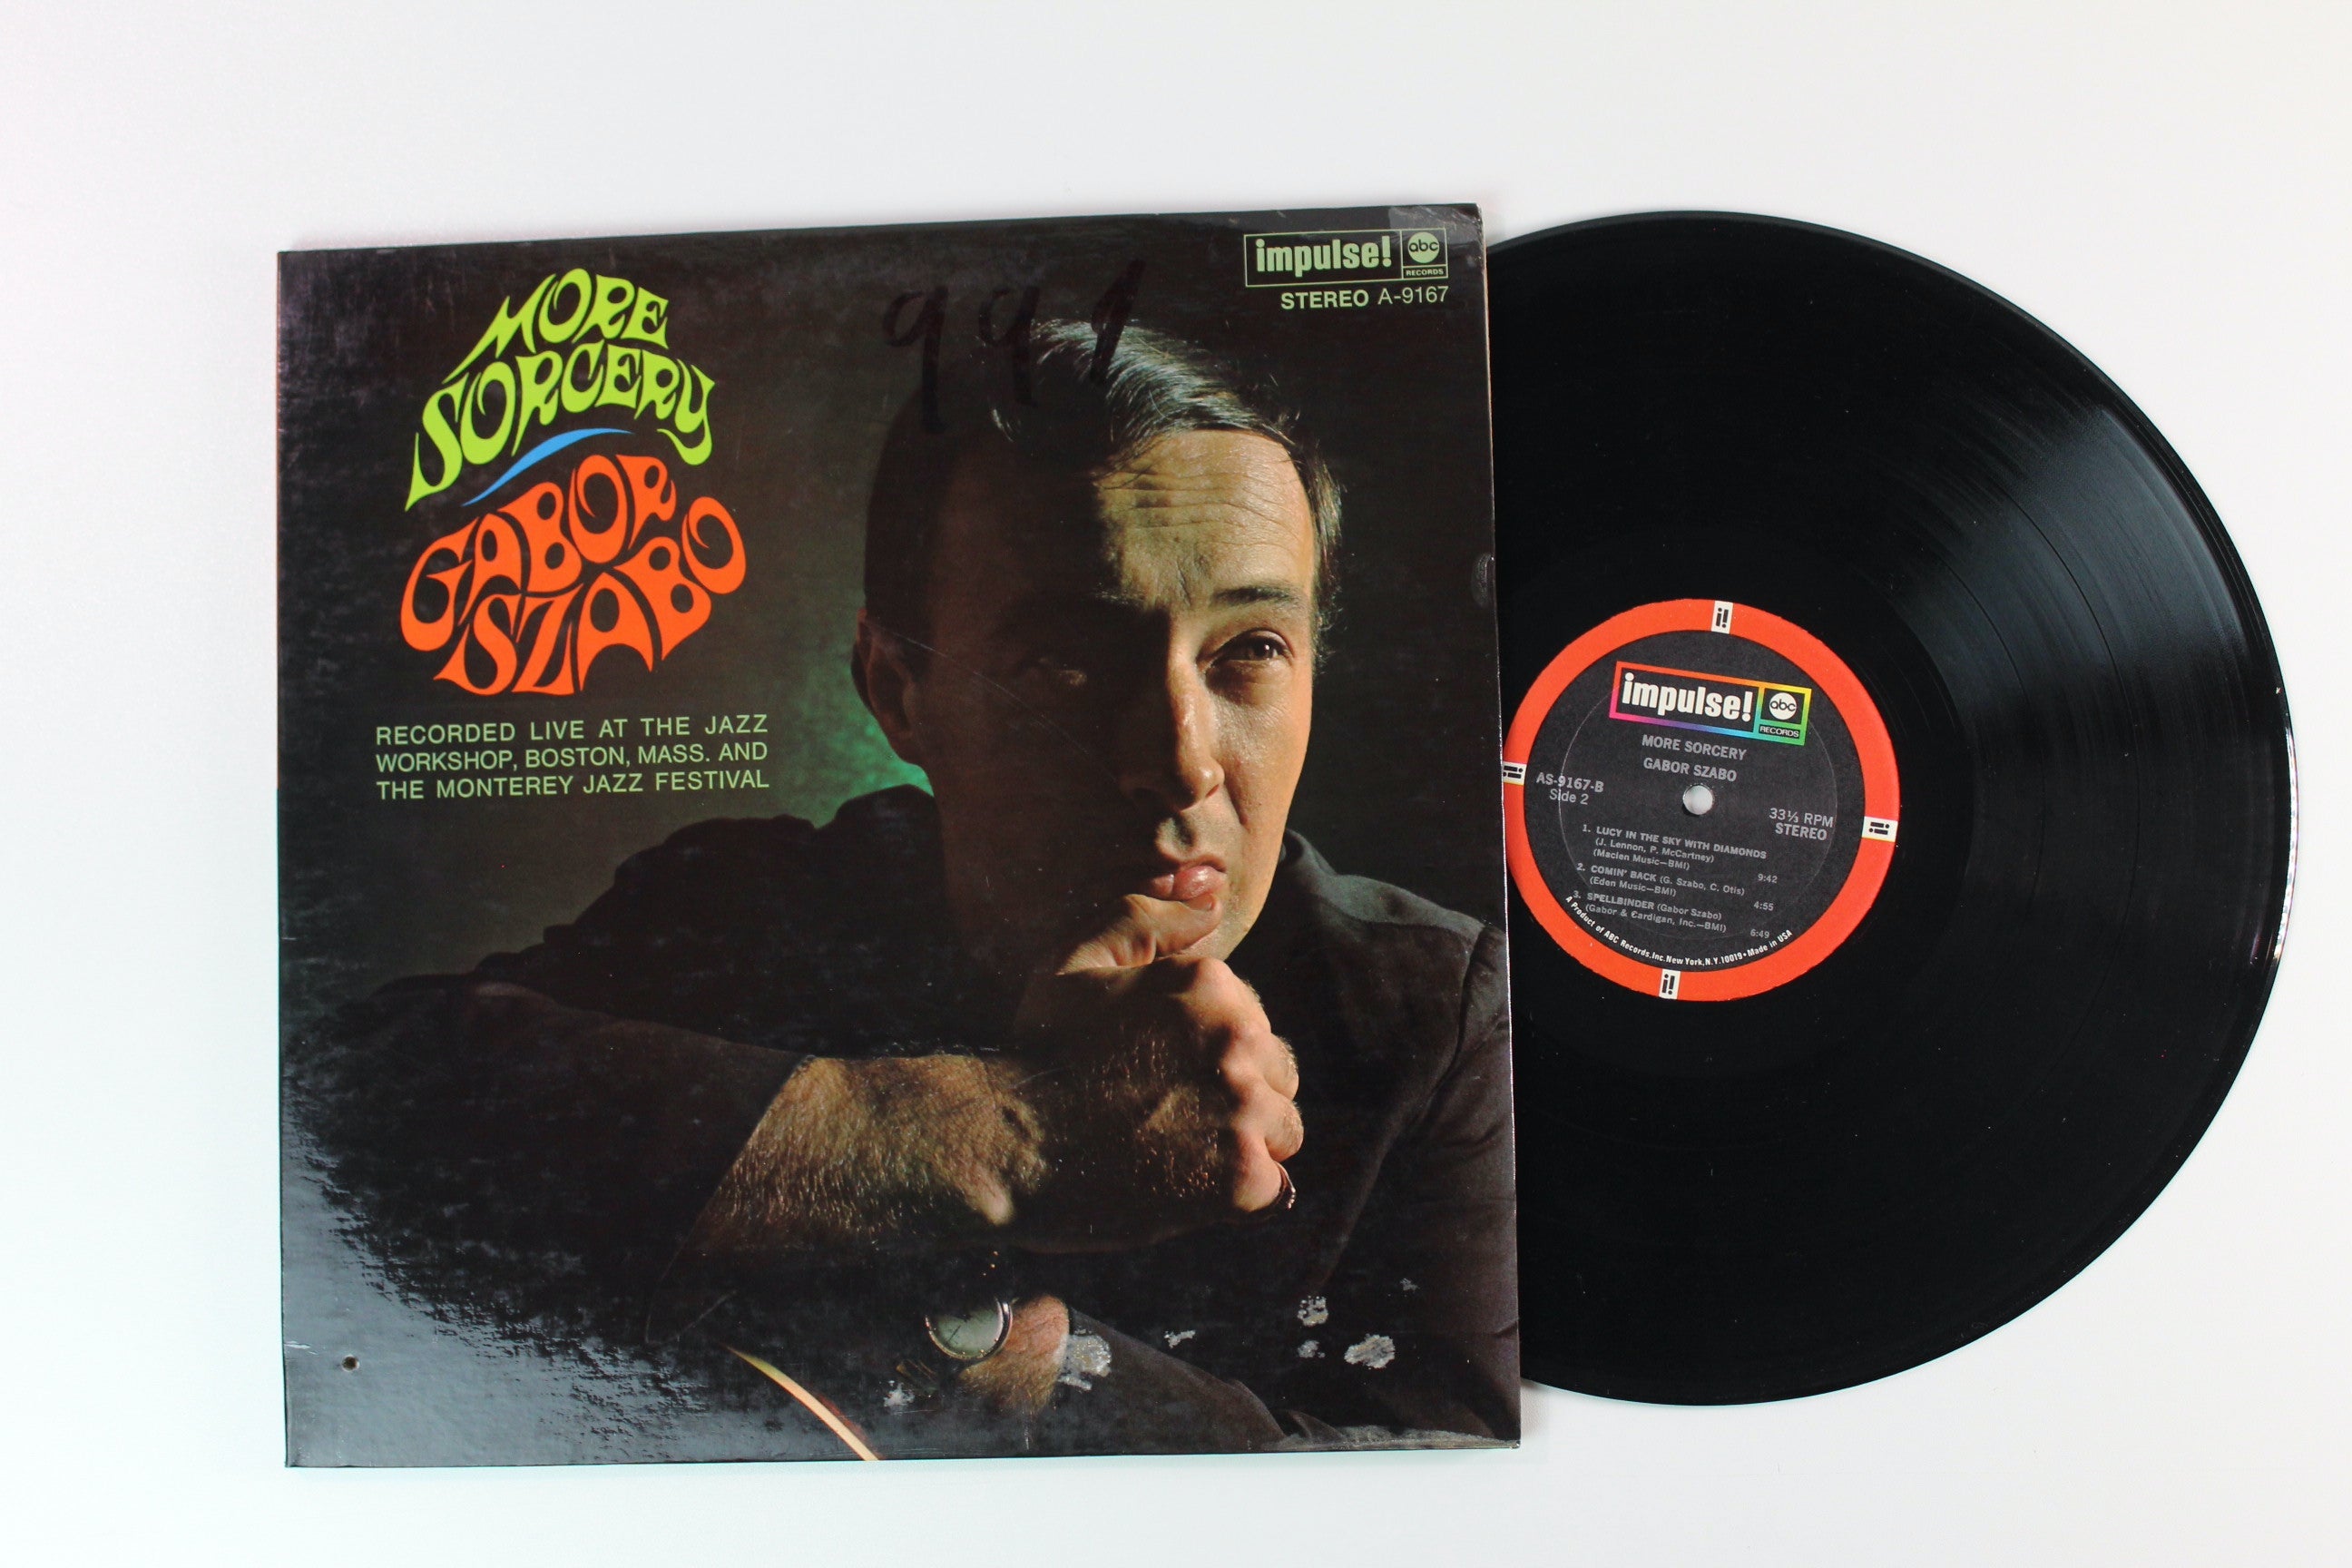 MORE
SORCERY
GABOR
SZABO
RECORDED LIVE AT THE JAZZ
WORKSHOP, BOSTON, MASS. AND
THE MONTEREY JAZZ FESTIVAL
991
impulse! abc
RECORDS
STEREO A-9167
i!
impulse! abc
RECORDS
MORE SORCERY
GABOR SZABO
AS-9167-B
Side 2
33⅓ RPM
STEREO
1. LUCY IN THE SKY WITH DIAMONDS
(J. Lennon, P. McCartney)
(Maclen Music—BMI) 9:42
2. COMIN' BACK (G. Szabo, C. Otis)
(Eden Music—BMI) 4:55
3. SPELLBINDER (Gabor Szabo)
(Gabor & €ardigan, Inc.—BMI) 6:49
A Product of ABC Records, Inc. New York, N.Y. 10019 • Made in USA
i!
i!
i!